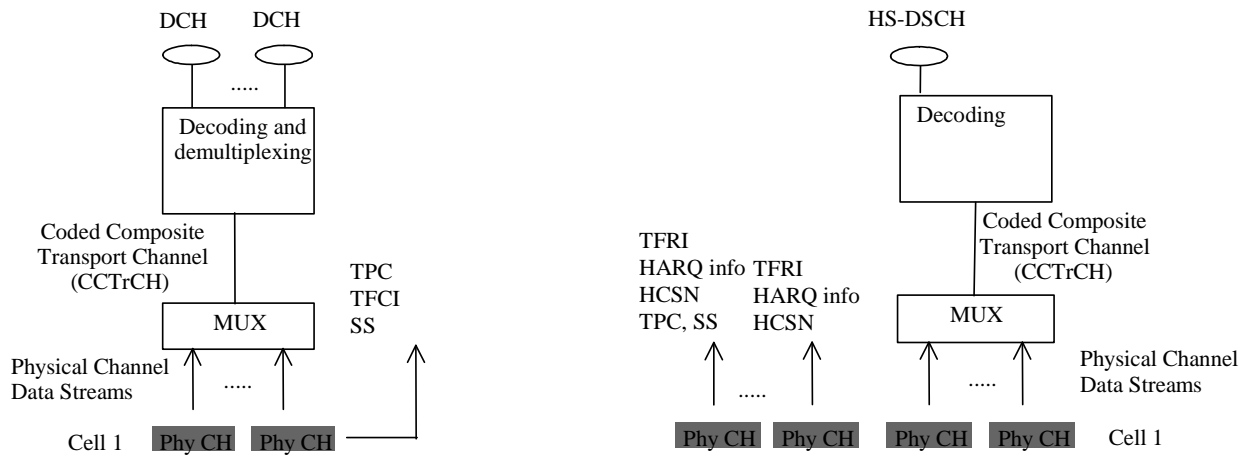 DCH DCH
.....
Decoding and
demultiplexing
Coded Composite
Transport Channel
(CCTrCH)
TPC
TFCI
SS
MUX
Physical Channel
Data Streams
.....
Cell 1 Phy CH Phy CH
HS-DSCH
Decoding
Coded Composite
Transport Channel
(CCTrCH)
TFRI
HARQ info
HCSN
TPC, SS
TFRI
HARQ info
HCSN
MUX
Physical Channel
Data Streams
.....
.....
Phy CH Phy CH Phy CH Phy CH Cell 1